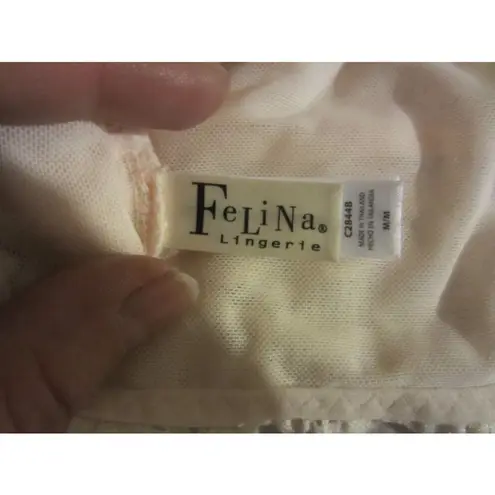 FeLiNa®
Lingerie
C2844B
MADE IN THAILAND
HECHO EN TAILANDIA
M/M